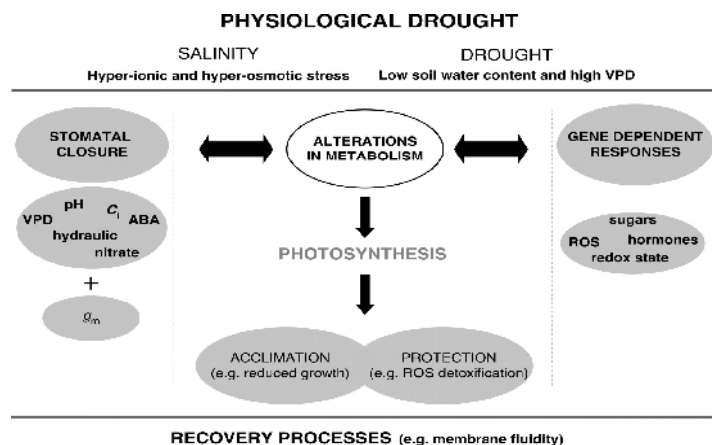 PHYSIOLOGICAL DROUGHT
SALINITY
Hyper-ionic and hyper-osmotic stress
DROUGHT
Low soil water content and high VPD
STOMATAL
CLOSURE
VPD pH Ci ABA
hydraulic
nitrate
+
gm
ALTERATIONS
IN METABOLISM
PHOTOSYNTHESIS
ACCLIMATION
(e.g. reduced growth)
PROTECTION
(e.g. ROS detoxification)
GENE DEPENDENT
RESPONSES
sugars
ROS hormones
redox state
RECOVERY PROCESSES (e.g. membrane fluidity)